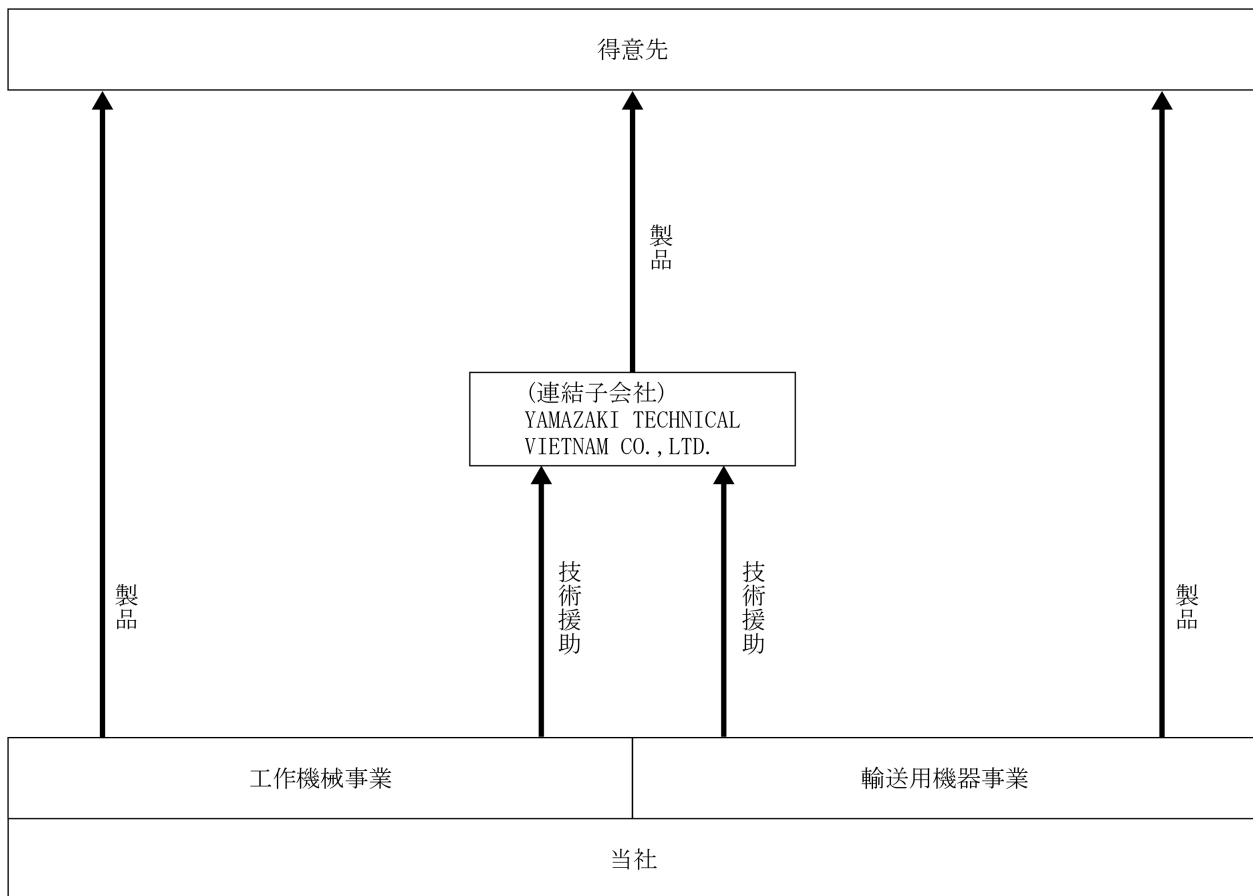 得意先
製品
(連結子会社)
YAMAZAKI TECHNICAL
VIETNAM CO.,LTD.
製品
技術援助
技術援助
製品
工作機械事業
輸送用機器事業
当社